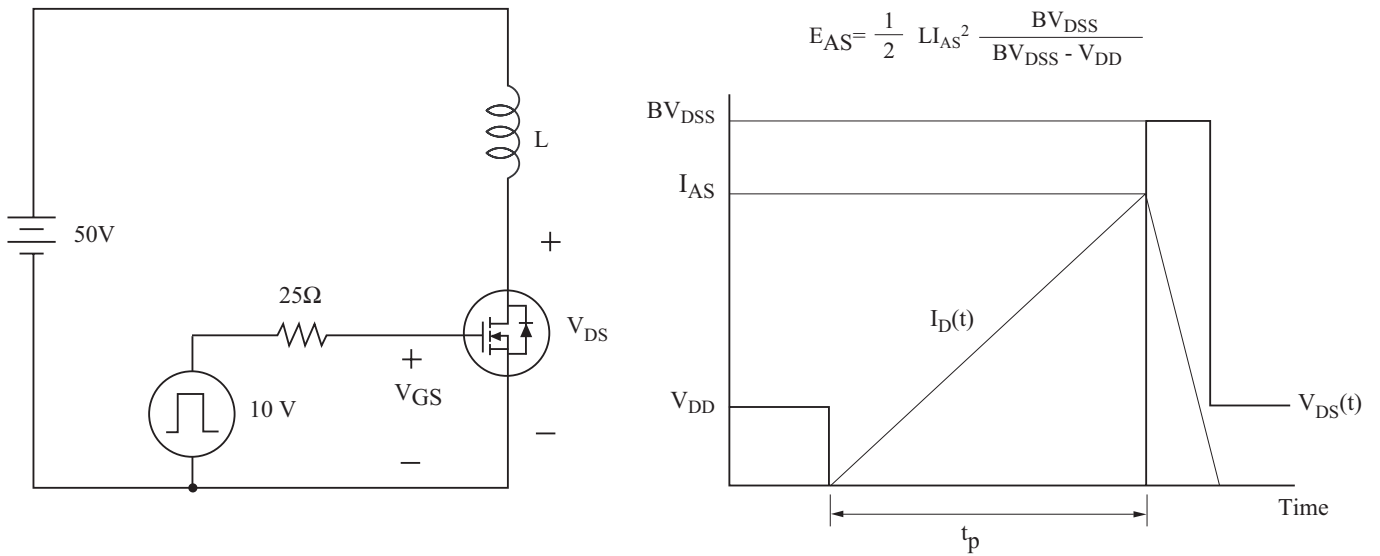 50V
L
+
25Ω
V_DS
+
V_GS
10 V
−
−
E_AS= 1/2 LI_AS² BV_DSS/(BV_DSS - V_DD)
BV_DSS
I_AS
I_D(t)
V_DD
V_DS(t)
Time
t_p